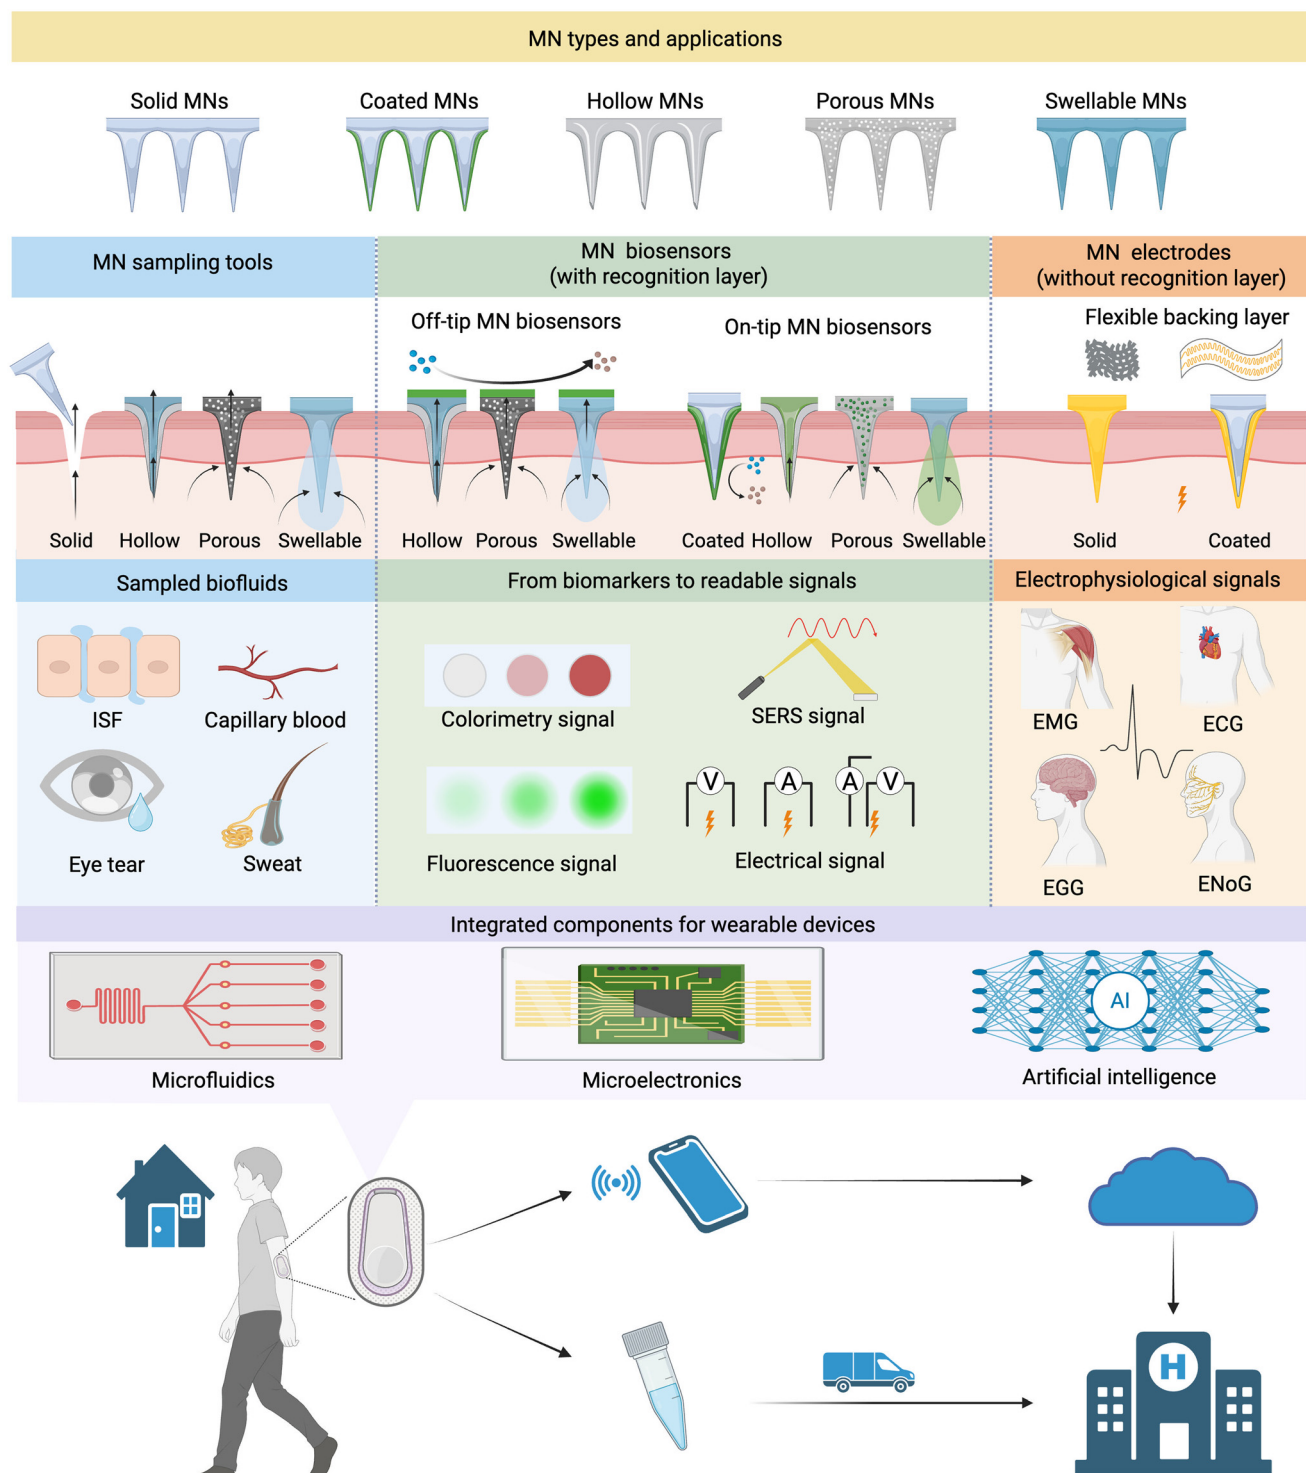 MN types and applications
Solid MNs
Coated MNs
Hollow MNs
Porous MNs
Swellable MNs
MN sampling tools
MN biosensors
(with recognition layer)
MN electrodes
(without recognition layer)
Off-tip MN biosensors
On-tip MN biosensors
Flexible backing layer
Solid
Hollow
Porous
Swellable
Hollow
Porous
Swellable
Coated
Hollow
Porous
Swellable
Solid
Coated
Sampled biofluids
From biomarkers to readable signals
Electrophysiological signals
ISF
Capillary blood
Eye tear
Sweat
Colorimetry signal
SERS signal
Fluorescence signal
V
A
A
V
Electrical signal
EMG
ECG
EGG
ENoG
Integrated components for wearable devices
AI
Microfluidics
Microelectronics
Artificial intelligence
H